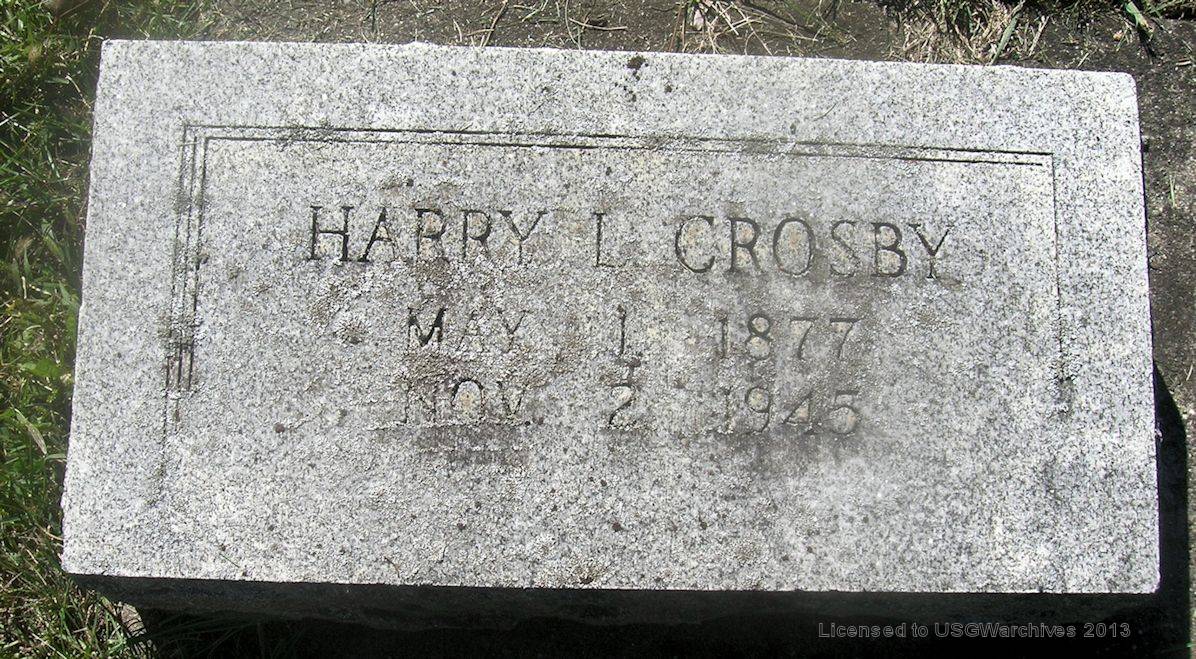 HARRY L. CROSBY
MAY 1, 1877
NOV. 2, 1945
Licensed to USGWarchives 2013